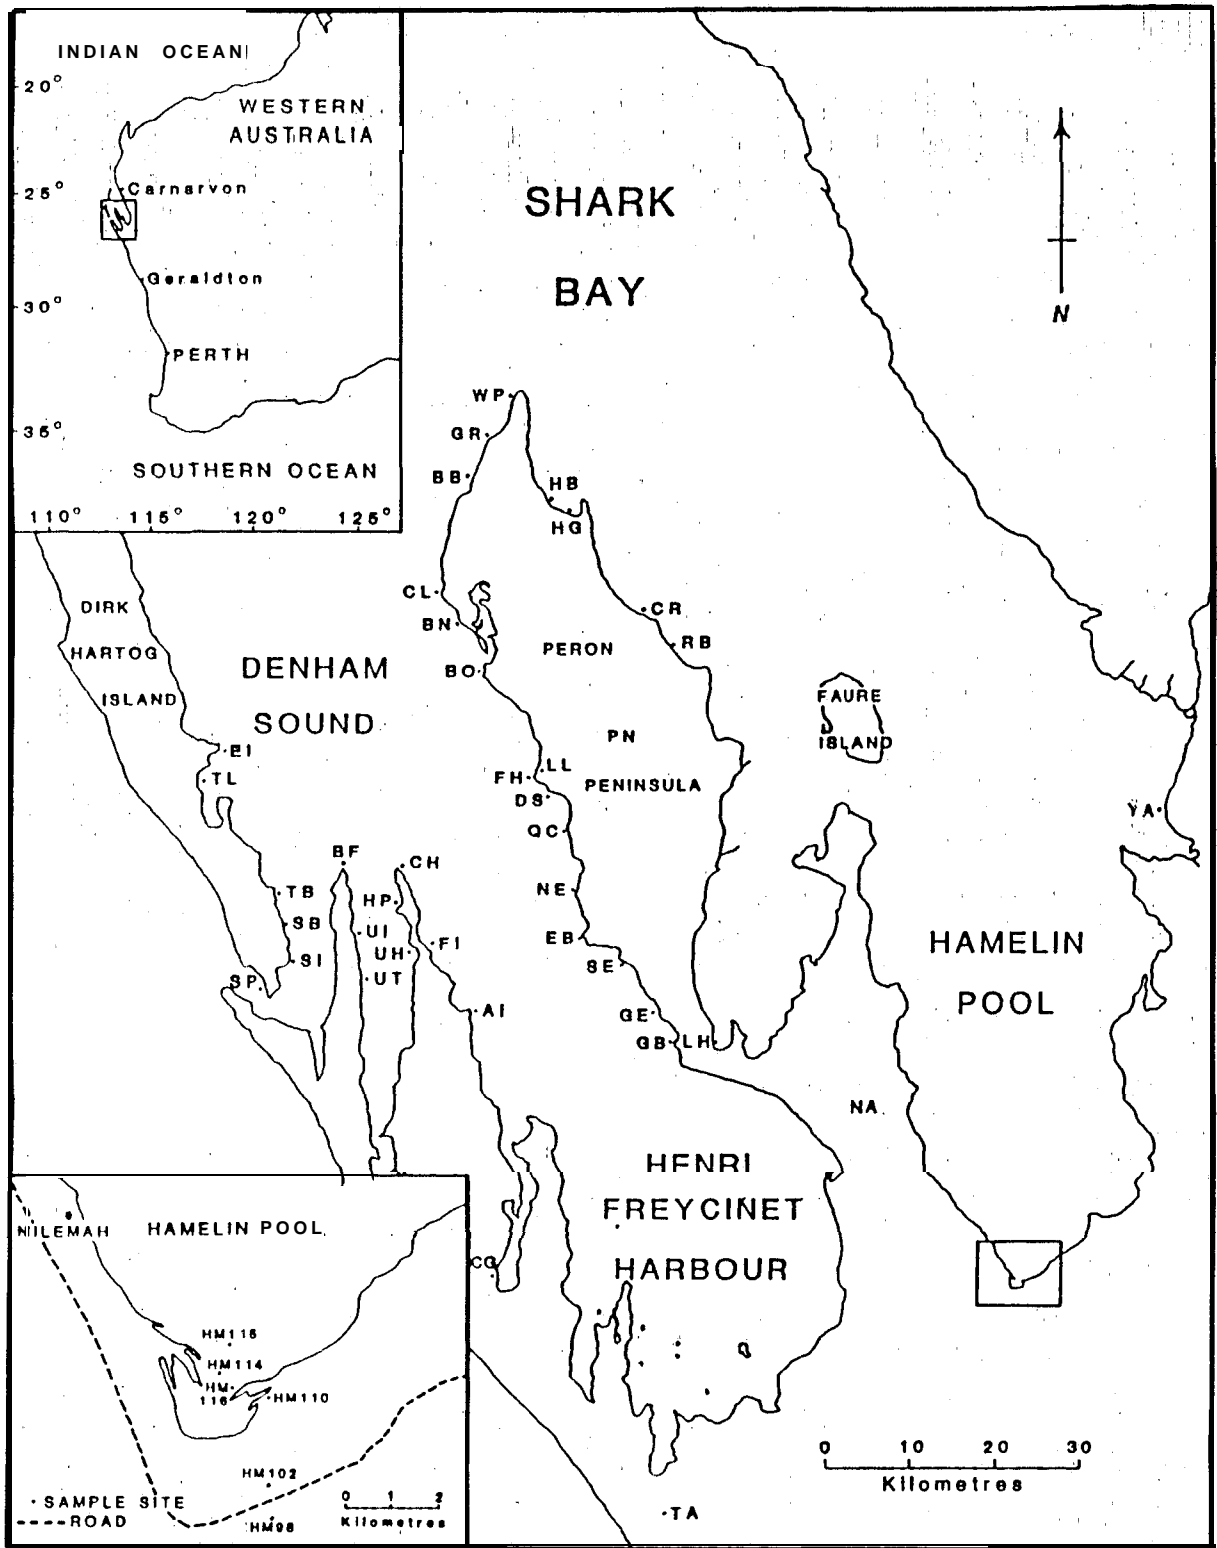 INDIAN OCEAN
20°
WESTERN
AUSTRALIA
25°
Carnarvon
Geraldton
30°
PERTH
35°
SOUTHERN OCEAN
110° 115° 120° 125°
SHARK
BAY
N
WP
GR
BB
HB
HG
CL
BN
BO
CR
RB
PERON
PN
PENINSULA
DIRK
HARTOG
ISLAND
DENHAM
SOUND
FAURE
ISLAND
EI
TL
LL
FH
DS
QC
YA
BF
CH
TB
HP
NE
SB
UI
UH
FI
EB
SI
SE
SP
UT
AI
GE
GB
LH
HAMELIN
POOL
NA
HENRI
FREYCINET
HARBOUR
CG
NILEMAH
HAMELIN POOL
HM114
HM
116
HM110
HM102
HM98
SAMPLE SITE
ROAD
0 1 2
Kilometres
0 10 20 30
Kilometres
TA